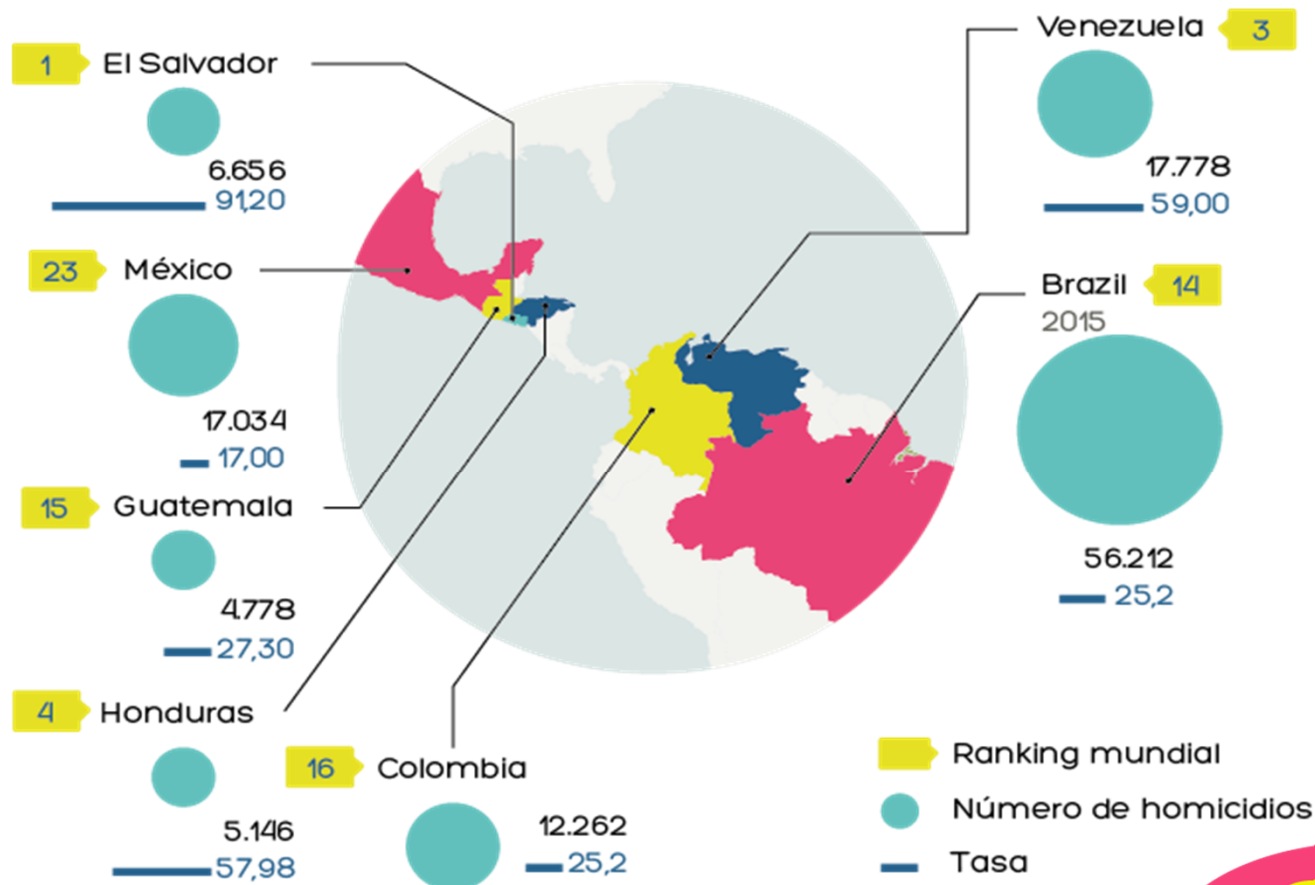 1
El Salvador
6.656
91,20
23
México
17.034
17,00
15
Guatemala
4.778
27,30
4
Honduras
5.146
57,98
16
Colombia
12.262
25,2
Venezuela
3
17.778
59,00
Brazil
14
2015
56.212
25,2
Ranking mundial
Número de homicidios
Tasa